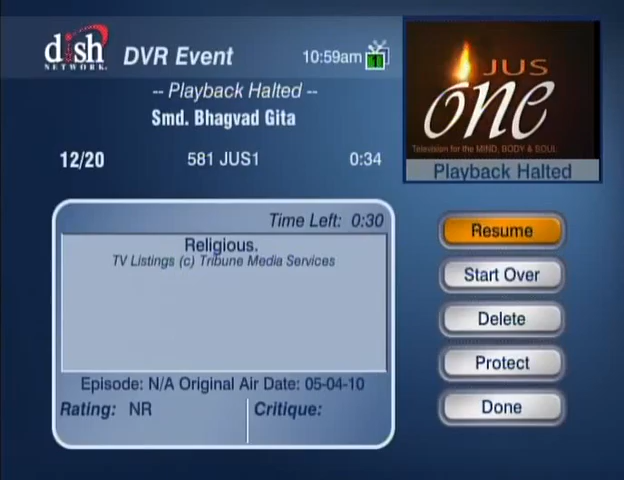 dish
NETWORK.
DVR Event
10:59am
1
-- Playback Halted --
Smd. Bhagvad Gita
12/20
581 JUS1
0:34
JUS
one
Television for the MIND, BODY & SOUL
Playback Halted
Time Left: 0:30
Religious.
TV Listings (c) Tribune Media Services
Episode: N/A Original Air Date: 05-04-10
Rating: NR
Critique:
Resume
Start Over
Delete
Protect
Done